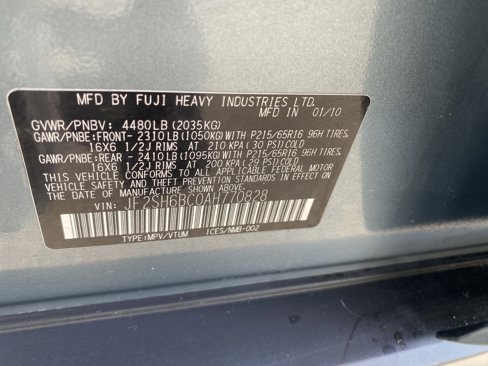 MFD BY FUJI HEAVY INDUSTRIES LTD.
MFD IN 01/10
GVWR/PNBV: 4480LB (2035KG)
GAWR/PNBE:FRONT- 2310LB(1050KG)WITH P215/65R16 96H TIRES,
16X6 1/2J RIMS AT 210 KPA(30 PSI)COLD
GAWR/PNBE:REAR - 2410LB(1095KG)WITH P215/65R16 96H TIRES,
16X6 1/2J RIMS AT 200 KPA(29 PSI)COLD
THIS VEHICLE CONFORMS TO ALL APPLICABLE FEDERAL MOTOR
VEHICLE SAFETY AND BUMPER STANDARDS IN EFFECT ON THE
DATE OF MANUFACTURE SHOWN ABOVE.
VIN: JF2SH6BC0AH770828
TYPE:MPV/VTUM ICES/NMB-002